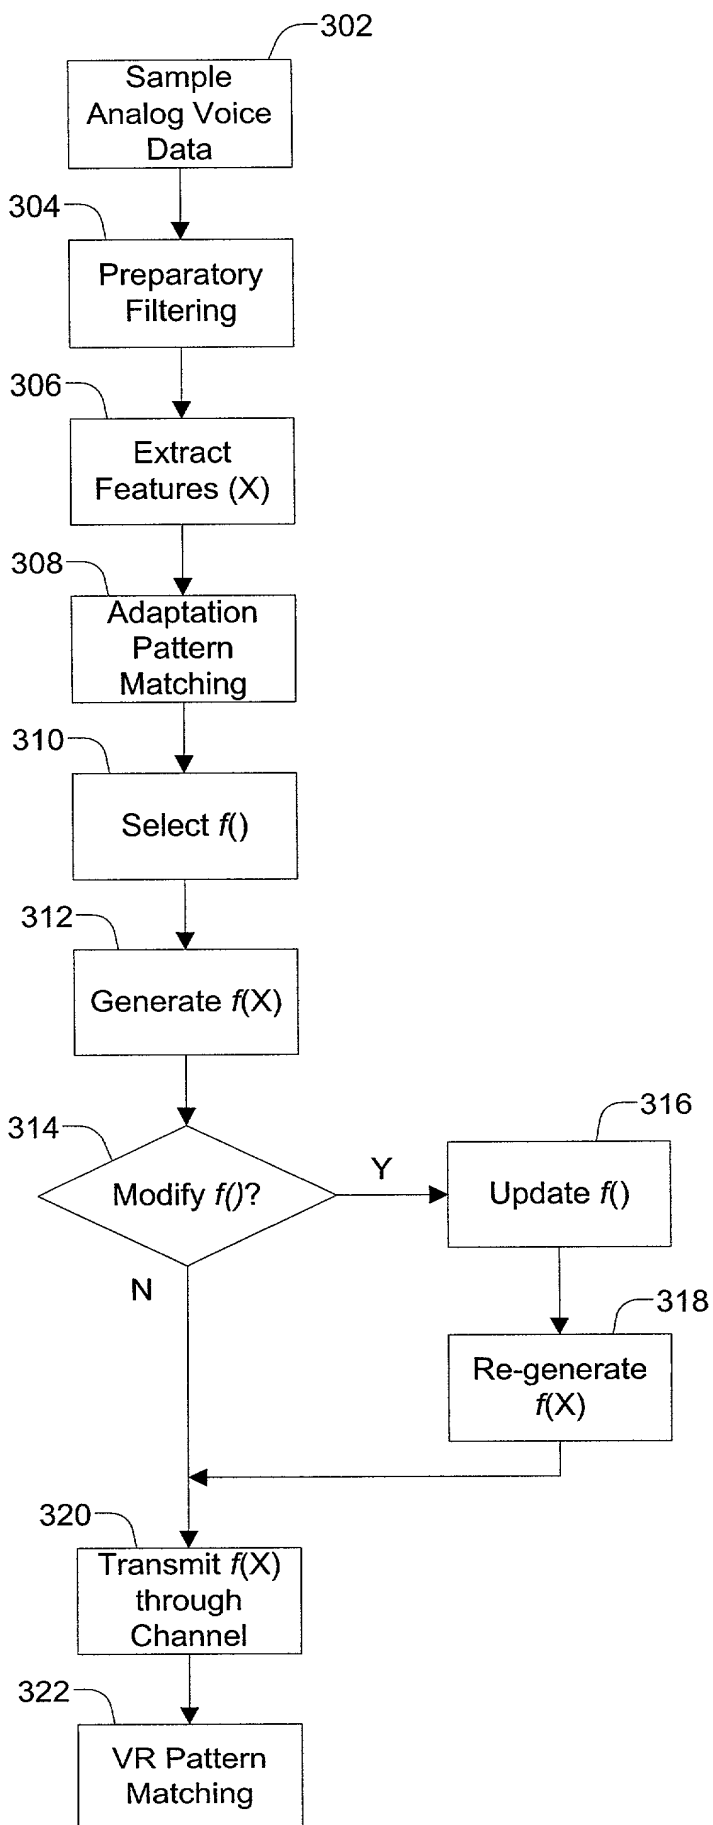 302
Sample
Analog Voice
Data
304
Preparatory
Filtering
306
Extract
Features (X)
308
Adaptation
Pattern
Matching
310
Select f()
312
Generate f(X)
314
Modify f()?
Y
N
316
Update f()
318
Re-generate
f(X)
320
Transmit f(X)
through
Channel
322
VR Pattern
Matching